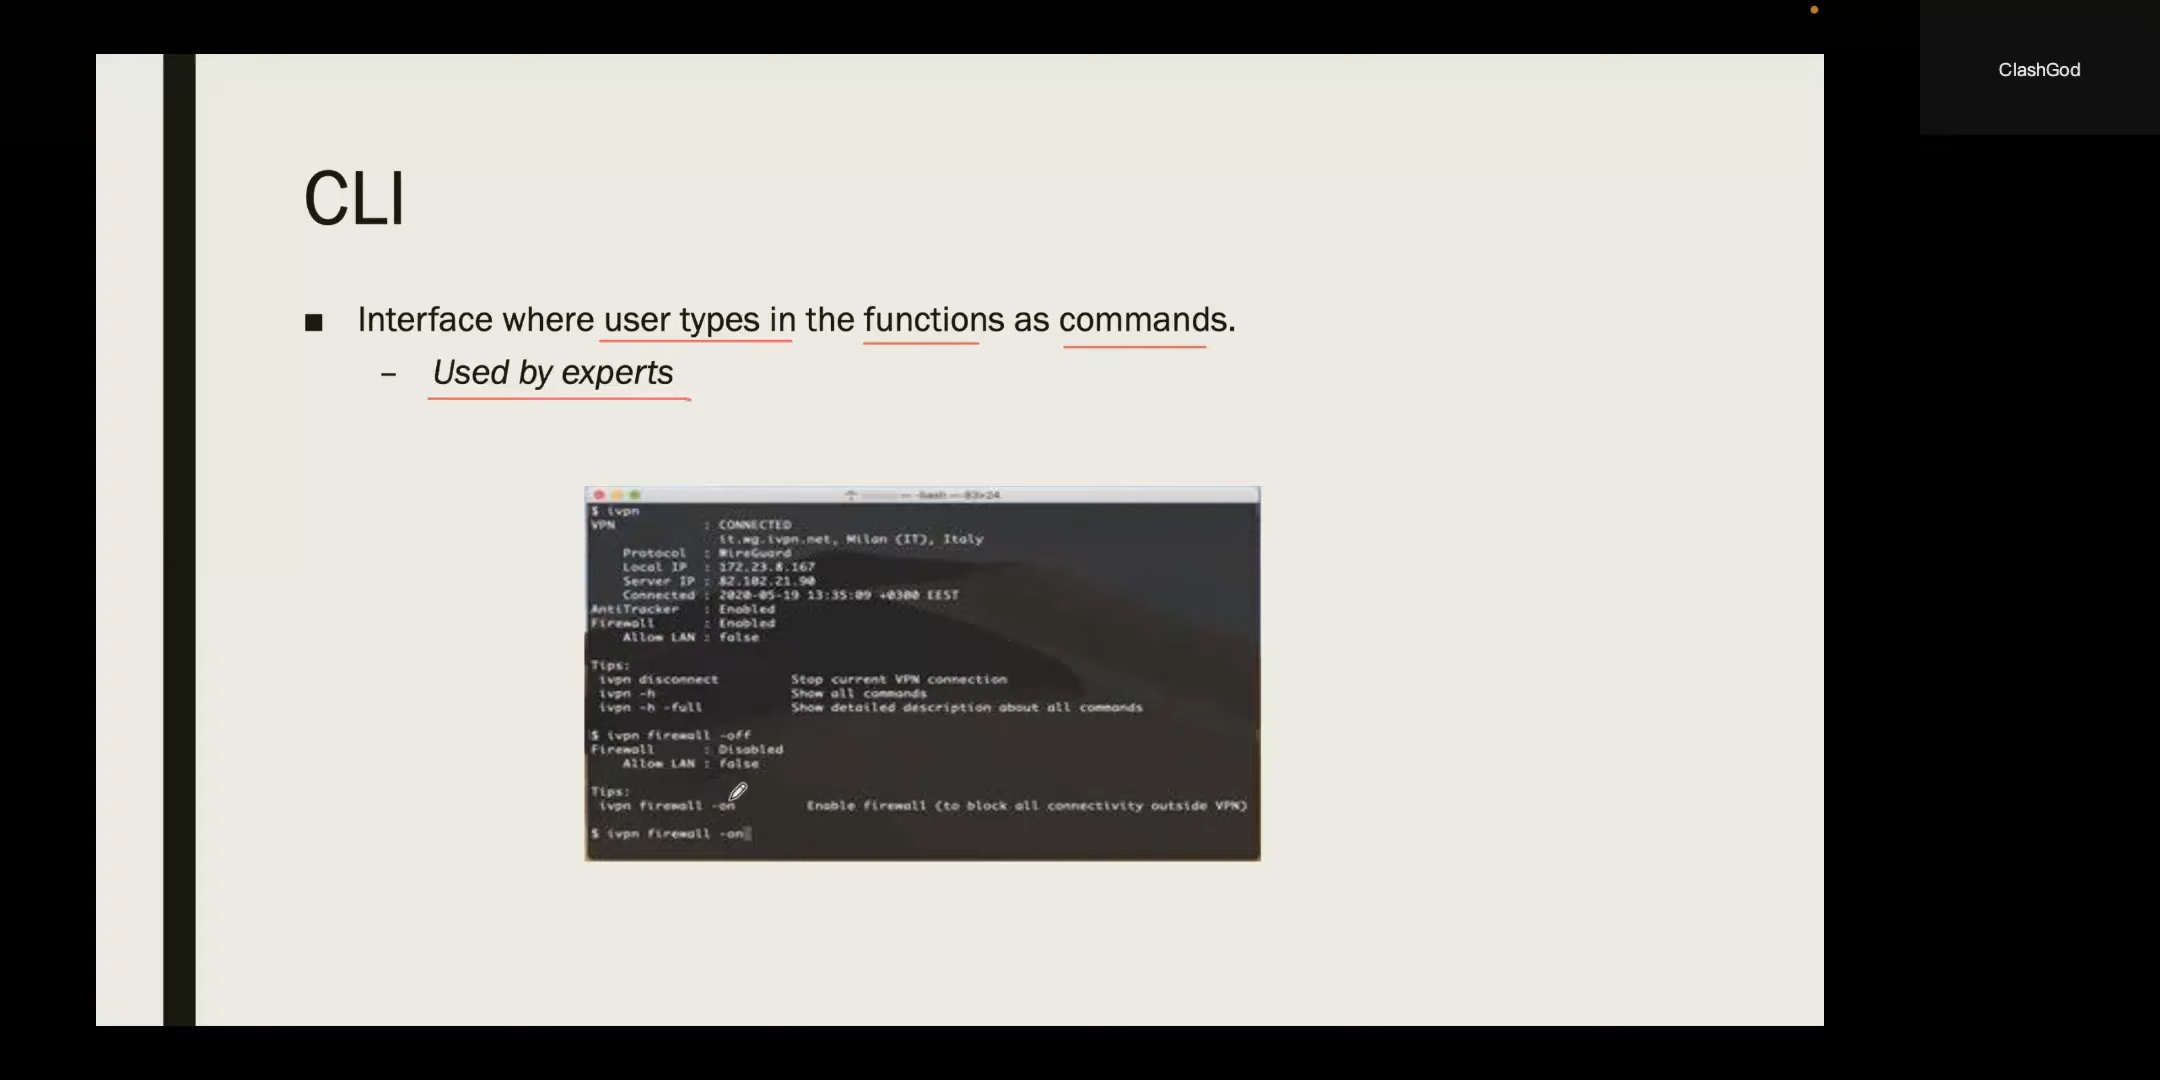 ClashGod
CLI
■ Interface where user types in the functions as commands.
– Used by experts
bash — 83×24
$ ivpn
VPN : CONNECTED
it.wg.ivpn.net, Milan (IT), Italy
Protocol : WireGuard
Local IP : 172.23.8.167
Server IP : 82.102.21.90
Connected : 2020-05-19 13:35:09 +0300 EEST
AntiTracker : Enabled
Firewall : Enabled
Allow LAN : false
Tips:
ivpn disconnect Stop current VPN connection
ivpn -h Show all commands
ivpn -h -full Show detailed description about all commands
$ ivpn firewall -off
Firewall : Disabled
Allow LAN : false
Tips:
ivpn firewall -on Enable firewall (to block all connectivity outside VPN)
$ ivpn firewall -on